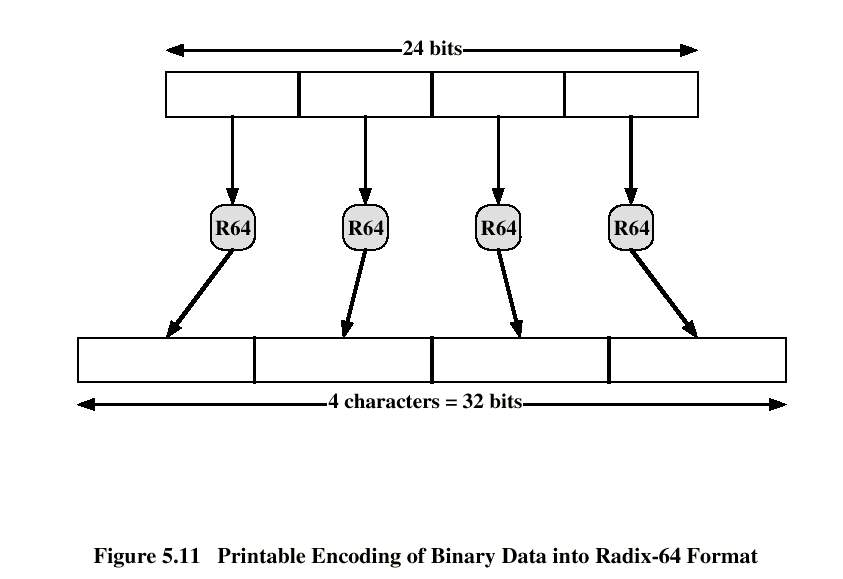 24 bits
R64 R64 R64 R64
4 characters = 32 bits
Figure 5.11 Printable Encoding of Binary Data into Radix-64 Format